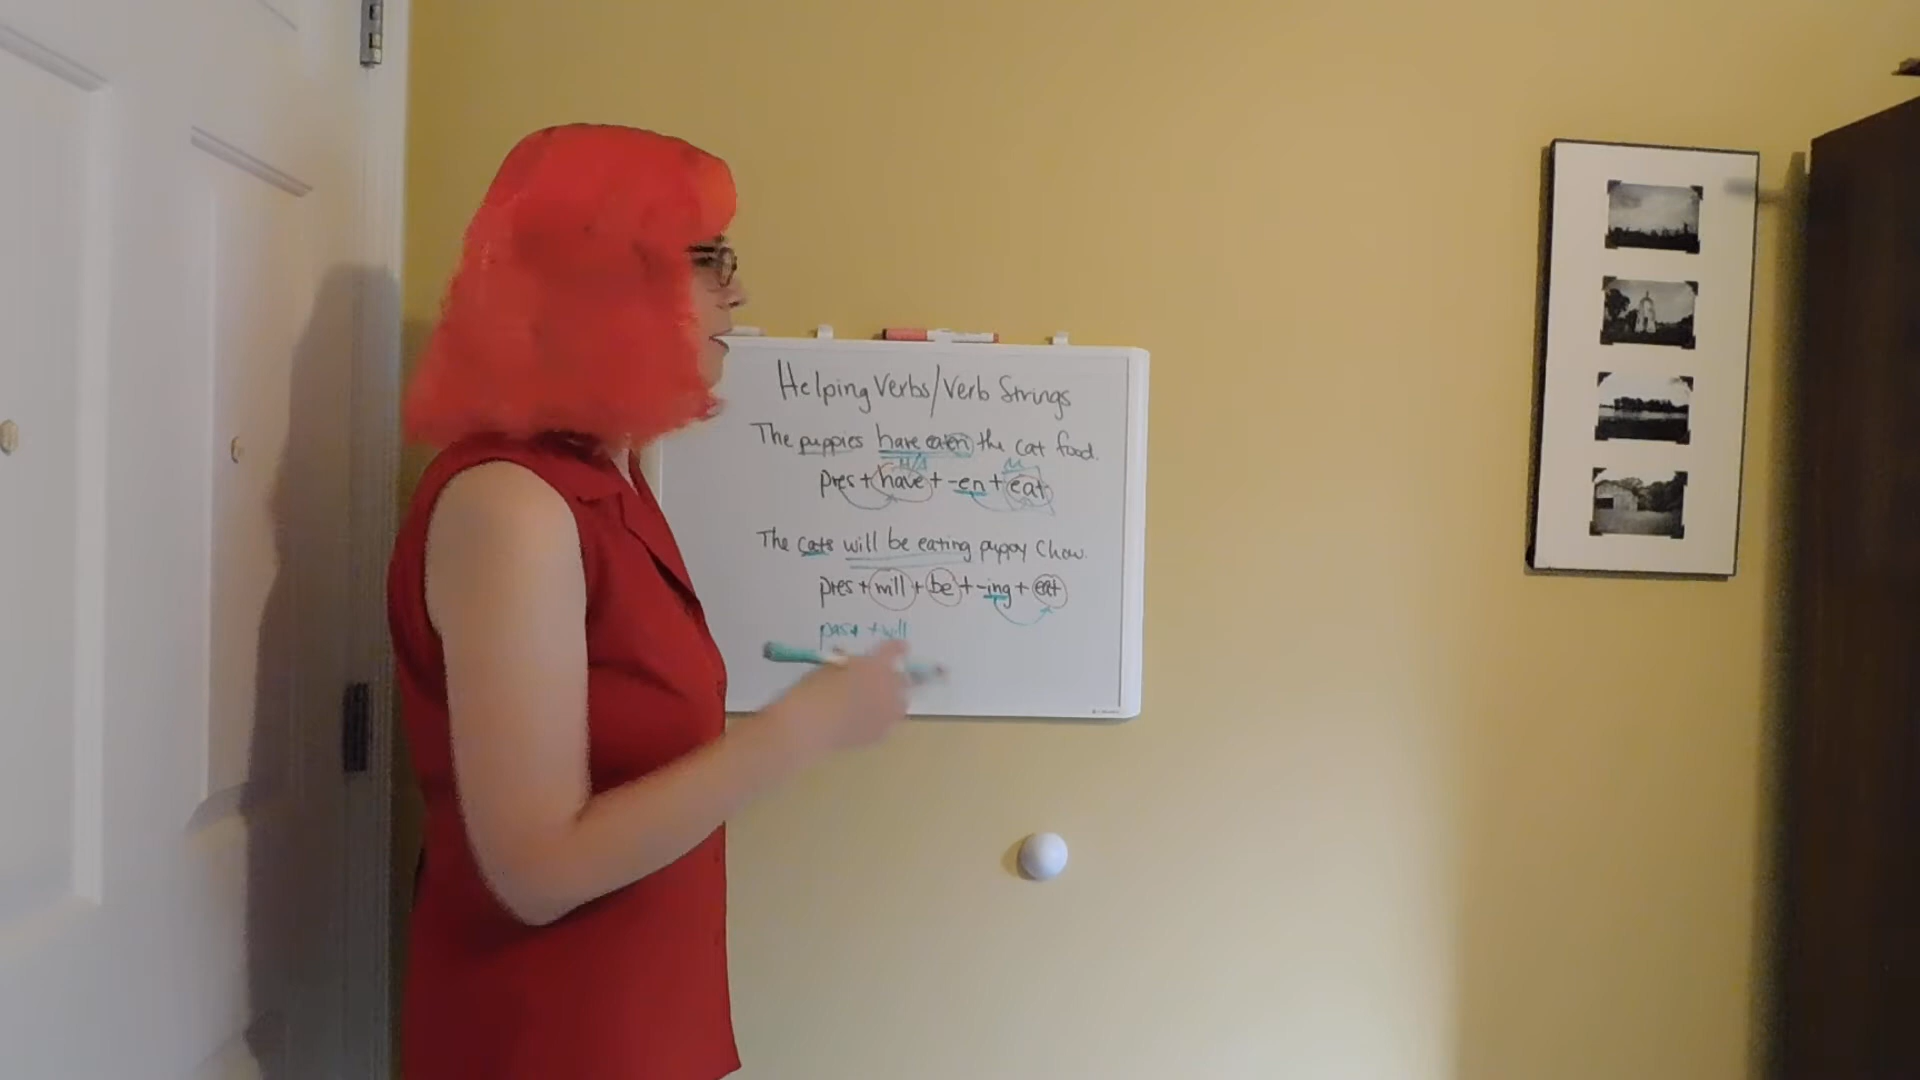 Helping Verbs/Verb Strings
The puppies have eaten the cat food.
pres + have + -en + eat
The cats will be eating puppy chow.
pres + will + be + -ing + eat
past + will